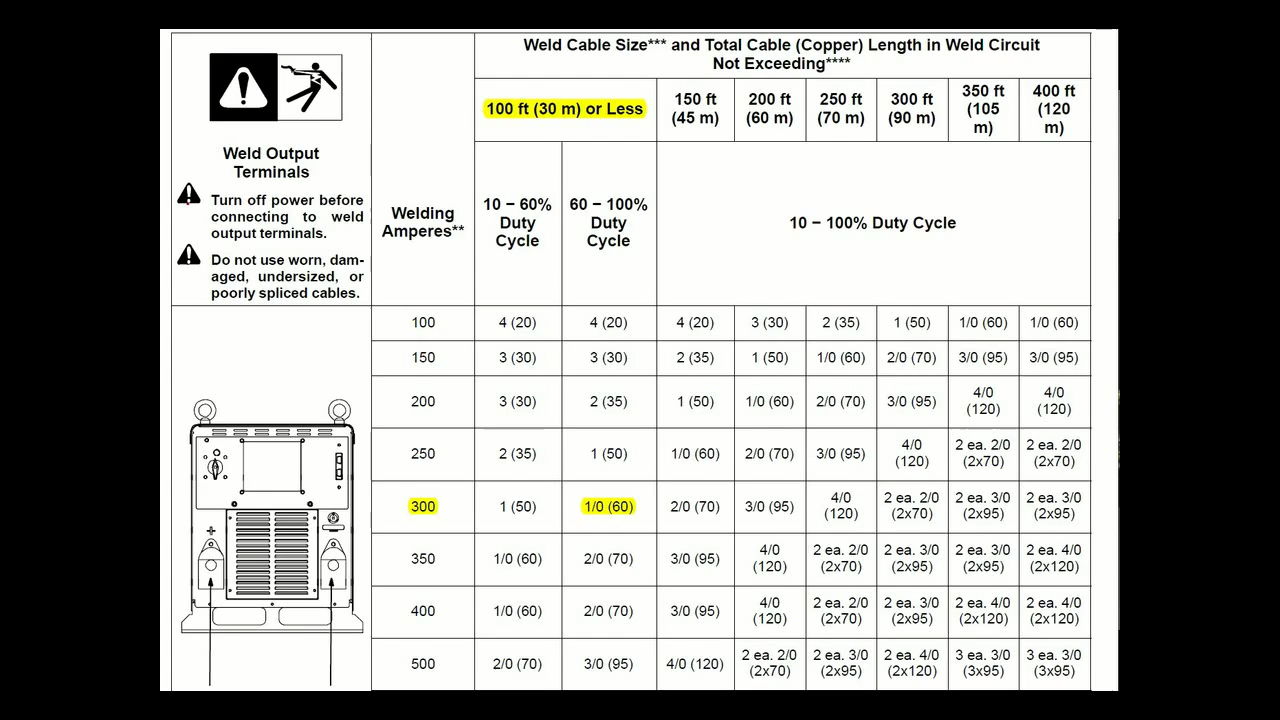 Weld Output
Terminals
Turn off power before
connecting to weld
output terminals.
Do not use worn, dam-
aged, undersized, or
poorly spliced cables.
Welding
Amperes**
Weld Cable Size*** and Total Cable (Copper) Length in Weld Circuit
Not Exceeding****
100 ft (30 m) or Less
150 ft
(45 m)
200 ft
(60 m)
250 ft
(70 m)
300 ft
(90 m)
350 ft
(105
m)
400 ft
(120
m)
10 − 60%
Duty
Cycle
60 − 100%
Duty
Cycle
10 − 100% Duty Cycle
100 4 (20) 4 (20) 4 (20) 3 (30) 2 (35) 1 (50) 1/0 (60) 1/0 (60)
150 3 (30) 3 (30) 2 (35) 1 (50) 1/0 (60) 2/0 (70) 3/0 (95) 3/0 (95)
200 3 (30) 2 (35) 1 (50) 1/0 (60) 2/0 (70) 3/0 (95) 4/0 (120) 4/0 (120)
250 2 (35) 1 (50) 1/0 (60) 2/0 (70) 3/0 (95) 4/0 (120) 2 ea. 2/0 (2x70) 2 ea. 2/0 (2x70)
300 1 (50) 1/0 (60) 2/0 (70) 3/0 (95) 4/0 (120) 2 ea. 2/0 (2x70) 2 ea. 3/0 (2x95) 2 ea. 3/0 (2x95)
350 1/0 (60) 2/0 (70) 3/0 (95) 4/0 (120) 2 ea. 2/0 (2x70) 2 ea. 3/0 (2x95) 2 ea. 3/0 (2x95) 2 ea. 4/0 (2x120)
400 1/0 (60) 2/0 (70) 3/0 (95) 4/0 (120) 2 ea. 2/0 (2x70) 2 ea. 3/0 (2x95) 2 ea. 4/0 (2x120) 2 ea. 4/0 (2x120)
500 2/0 (70) 3/0 (95) 4/0 (120) 2 ea. 2/0 (2x70) 2 ea. 3/0 (2x95) 2 ea. 4/0 (2x120) 3 ea. 3/0 (3x95) 3 ea. 3/0 (3x95)